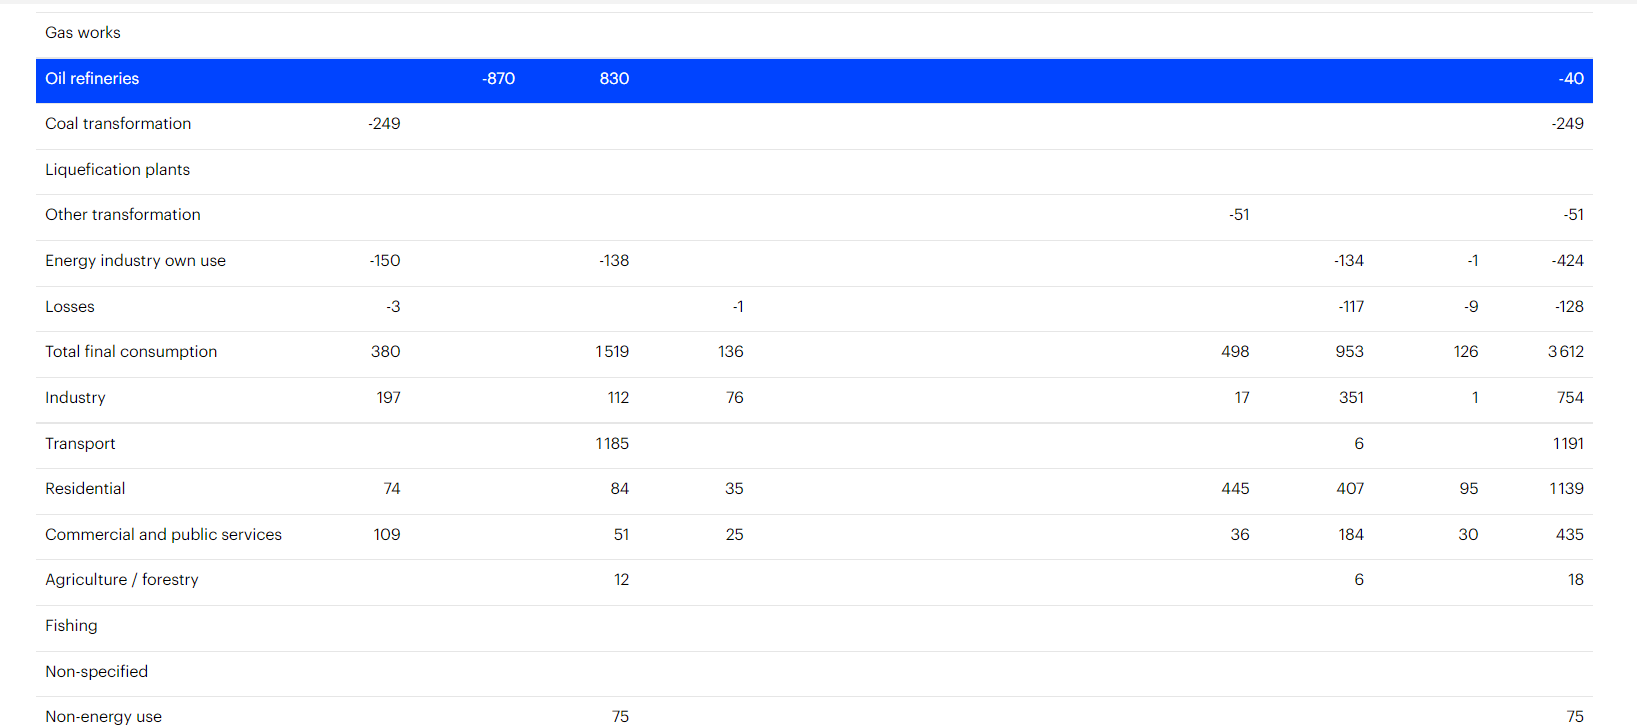 Gas works
Oil refineries -870 830 -40
Coal transformation -249 -249
Liquefication plants
Other transformation -51 -51
Energy industry own use -150 -138 -134 -1 -424
Losses -3 -1 -117 -9 -128
Total final consumption 380 1519 136 498 953 126 3612
Industry 197 112 76 17 351 1 754
Transport 1185 6 1191
Residential 74 84 35 445 407 95 1139
Commercial and public services 109 51 25 36 184 30 435
Agriculture / forestry 12 6 18
Fishing
Non-specified
Non-energy use 75 75